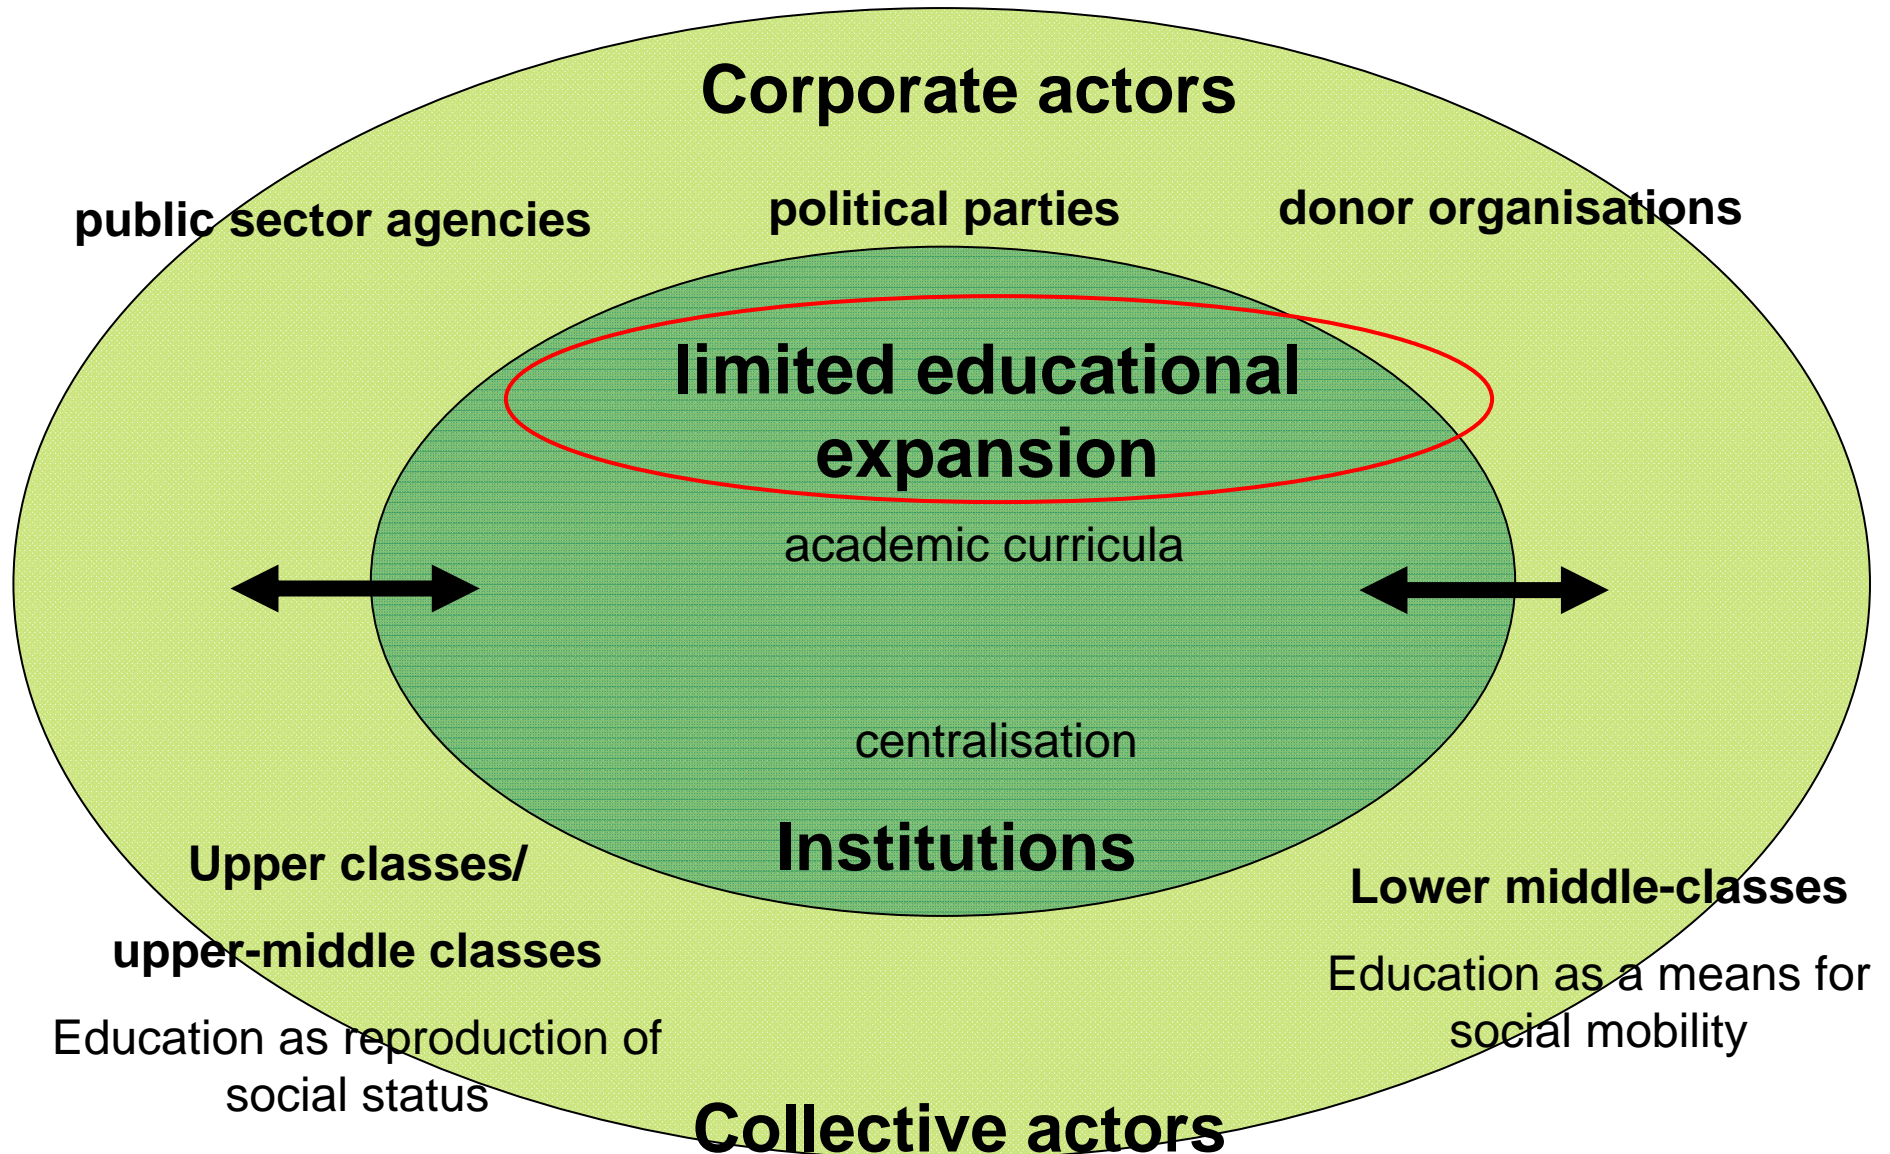 Corporate actors
public sector agencies
political parties
donor organisations
limited educational
expansion
academic curricula
centralisation
Institutions
Upper classes/
upper-middle classes
Education as reproduction of
social status
Lower middle-classes
Education as a means for
social mobility
Collective actors